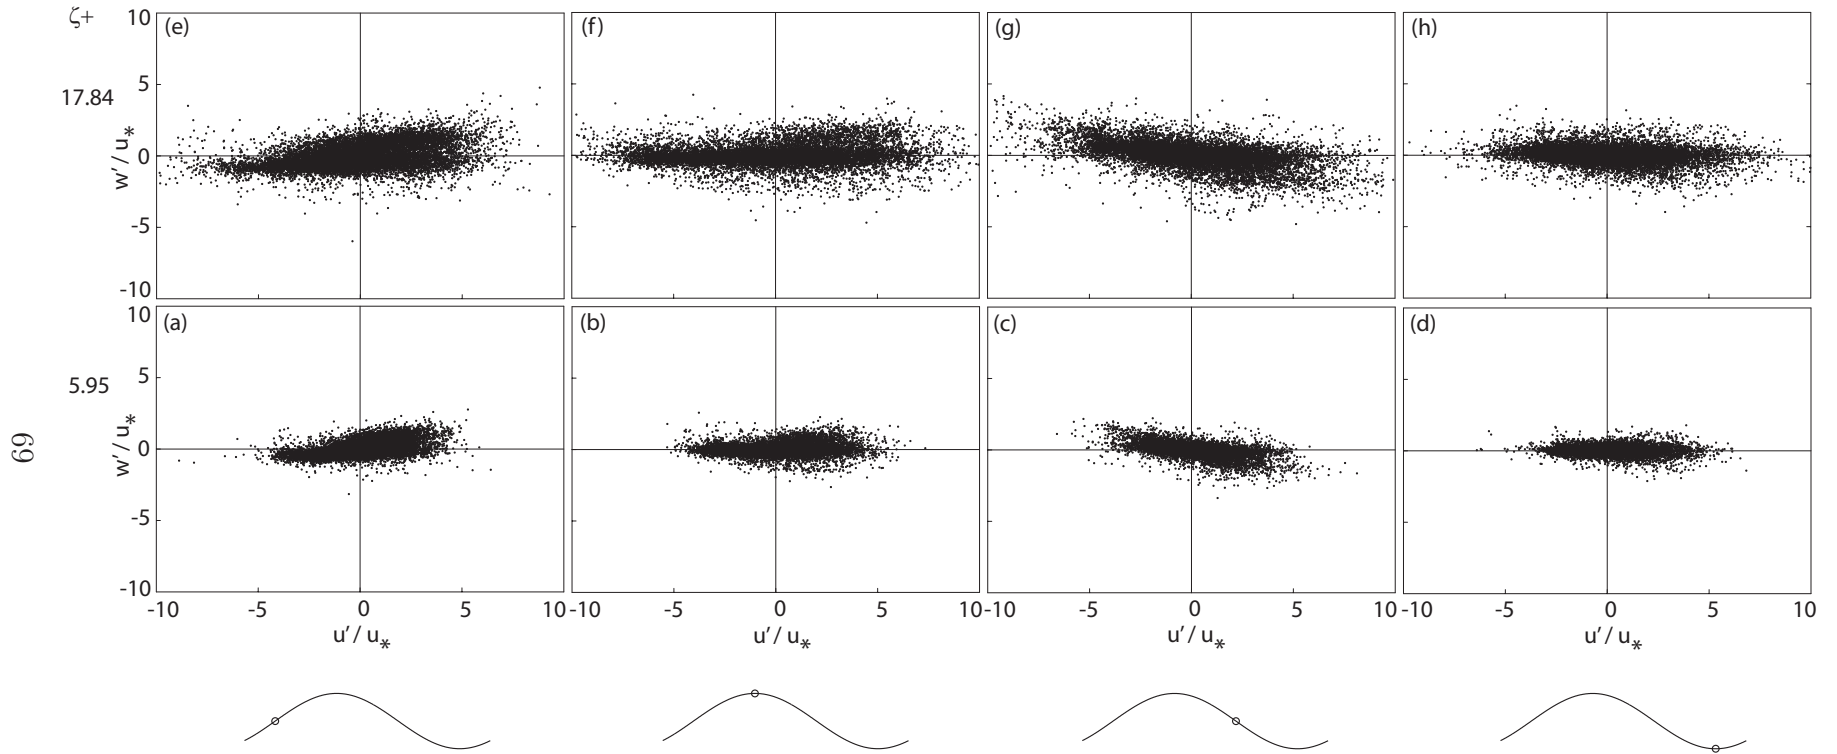 ζ+
17.84
5.95
69
(e)
(f)
(g)
(h)
10
5
0
-5
-10
w′ / u*
(a)
(b)
(c)
(d)
10
5
0
-5
-10
w′ / u*
-10 -5 0 5 10
-10 -5 0 5 10
-10 -5 0 5 10
-10 -5 0 5 10
u′ / u*
u′ / u*
u′ / u*
u′ / u*